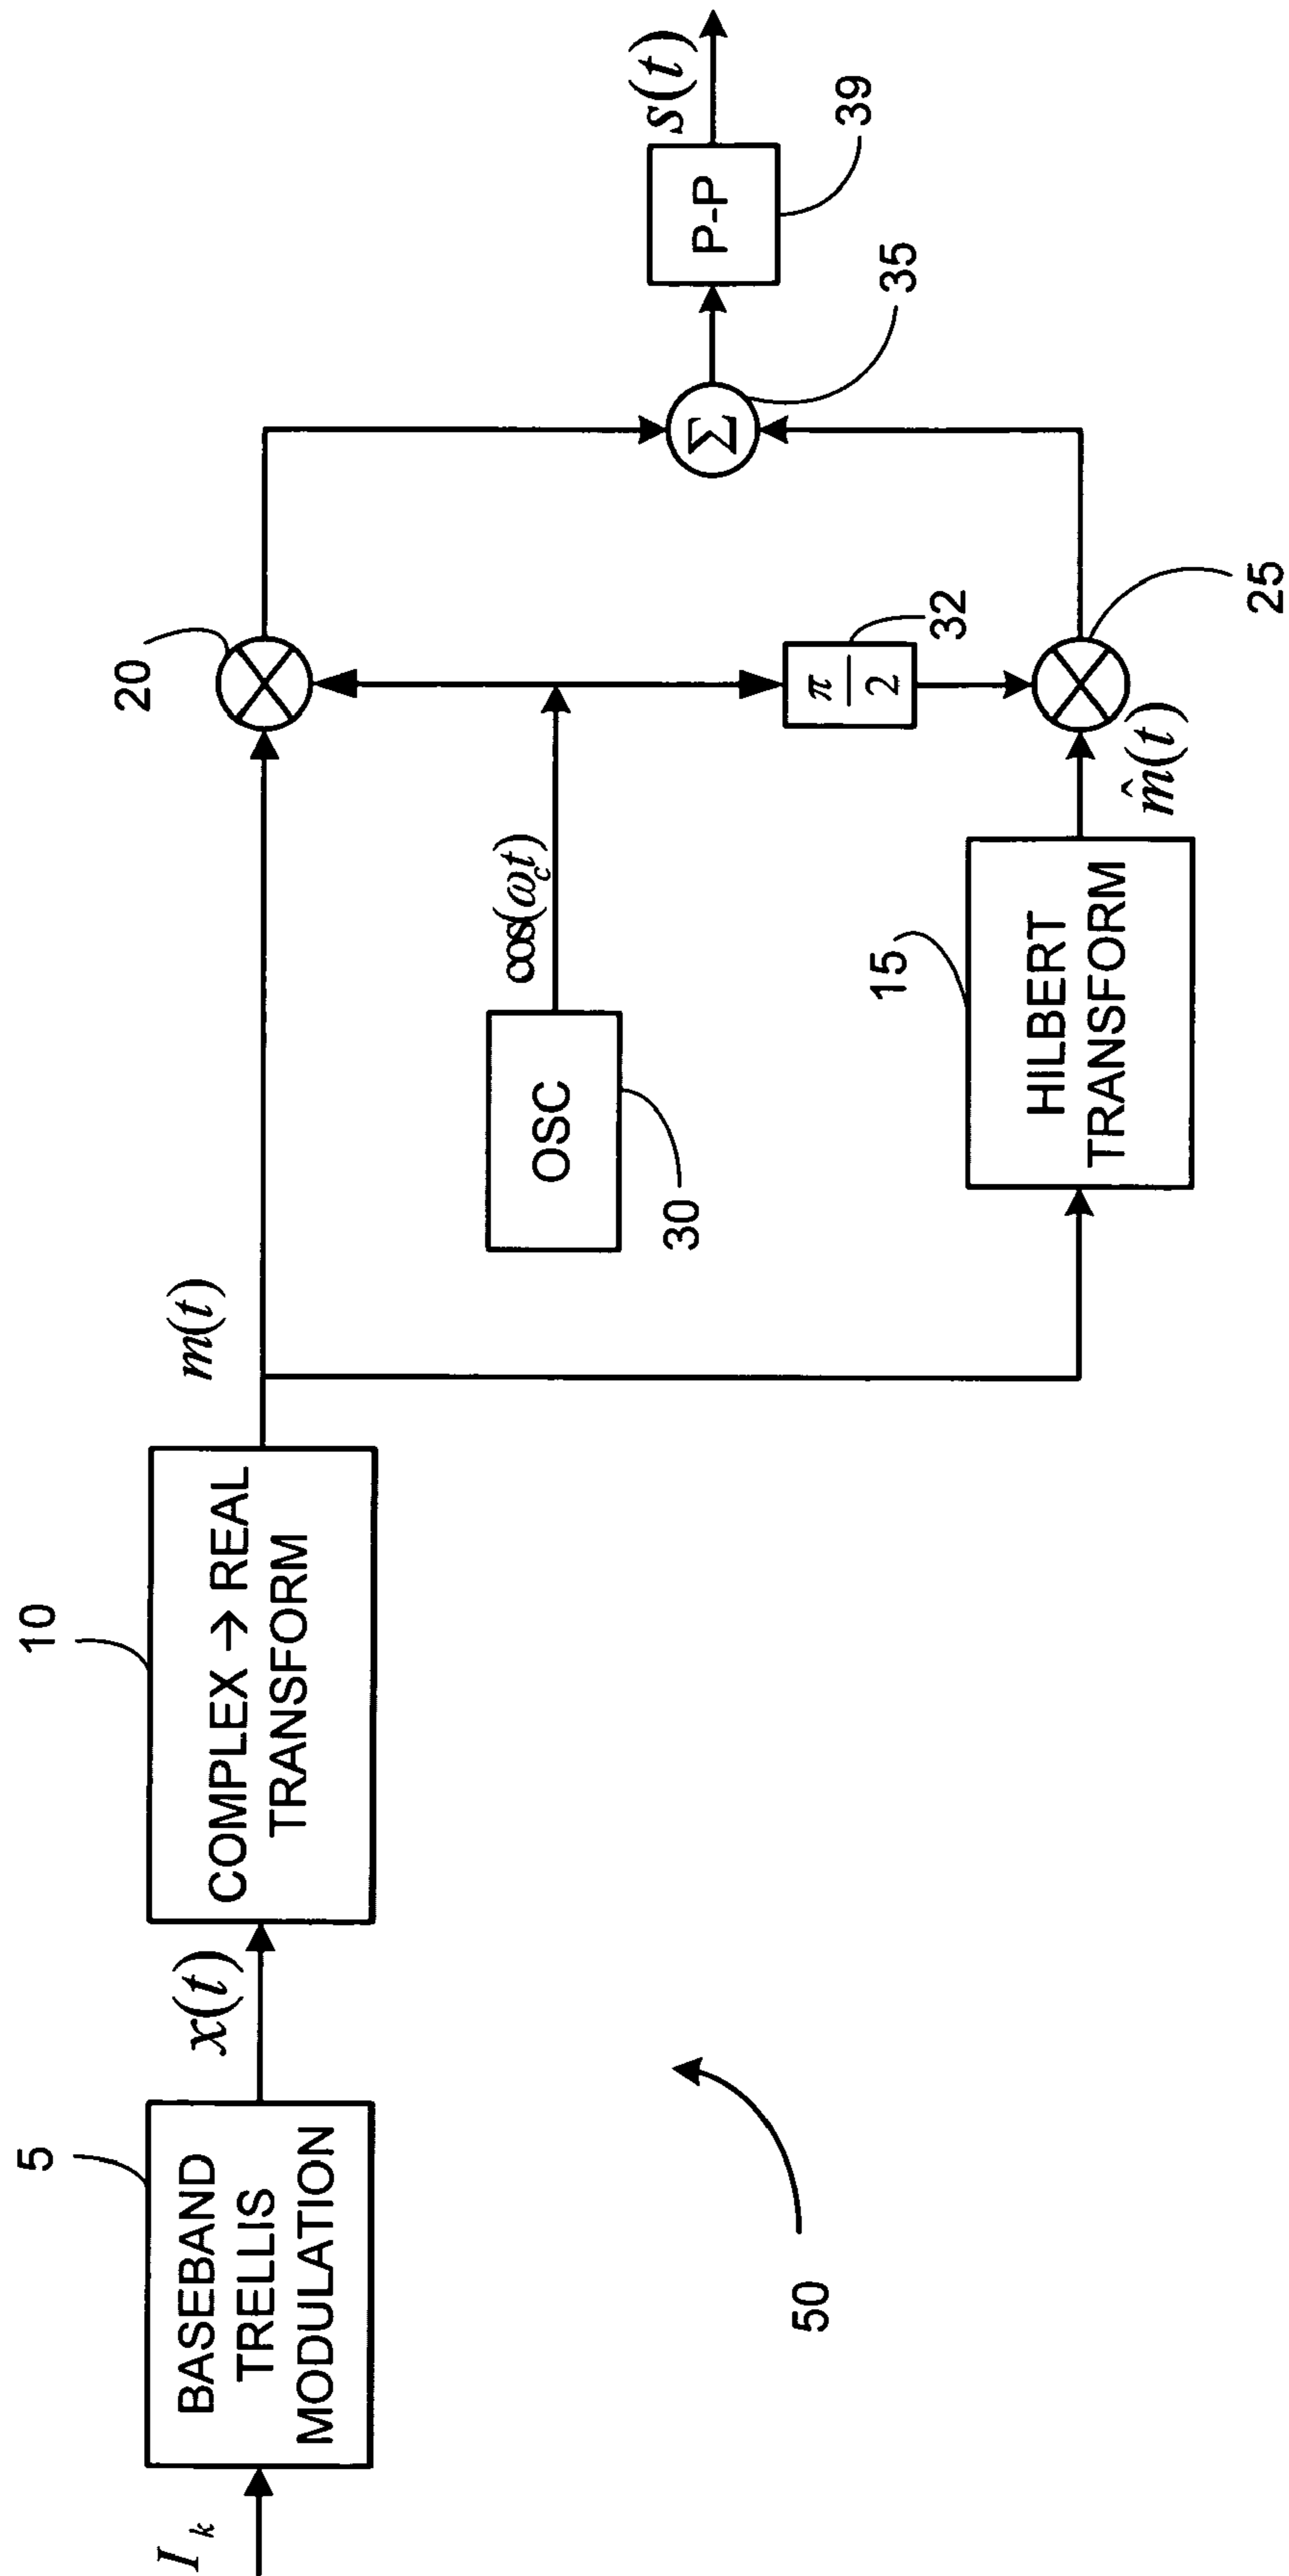 I_k
5
BASEBAND
TRELLIS
MODULATION
x(t)
10
COMPLEX → REAL
TRANSFORM
m(t)
20
OSC
30
cos(ω_c t)
π
2
32
15
HILBERT
TRANSFORM
m̂(t)
25
Σ
35
P-P
39
s(t)
50